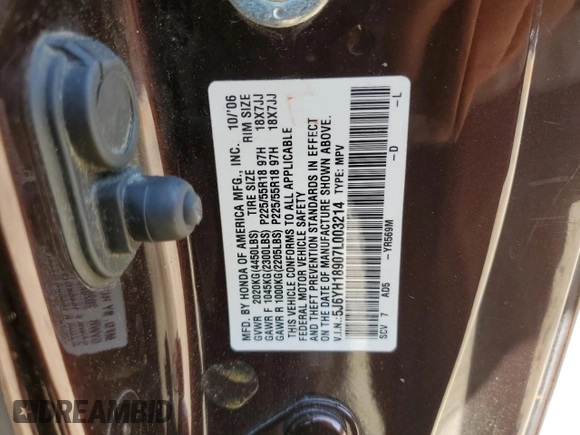 MFD. BY HONDA OF AMERICA MFG., INC. 10/'06
GVWR 2020KG(4450LBS) TIRE SIZE RIM SIZE
GAWR F 1045KG(2300LBS) P225/55R18 97H 18X7JJ
GAWR R 1000KG(2205LBS) P225/55R18 97H 18X7JJ
THIS VEHICLE CONFORMS TO ALL APPLICABLE
FEDERAL MOTOR VEHICLE SAFETY
AND THEFT PREVENTION STANDARDS IN EFFECT
ON THE DATE OF MANUFACTURE SHOWN ABOVE.
V.I.N.: 5J6YH18907L003214 TYPE: MPV
SCV 7 AD5 -YR569M -D -L
DREAMBID